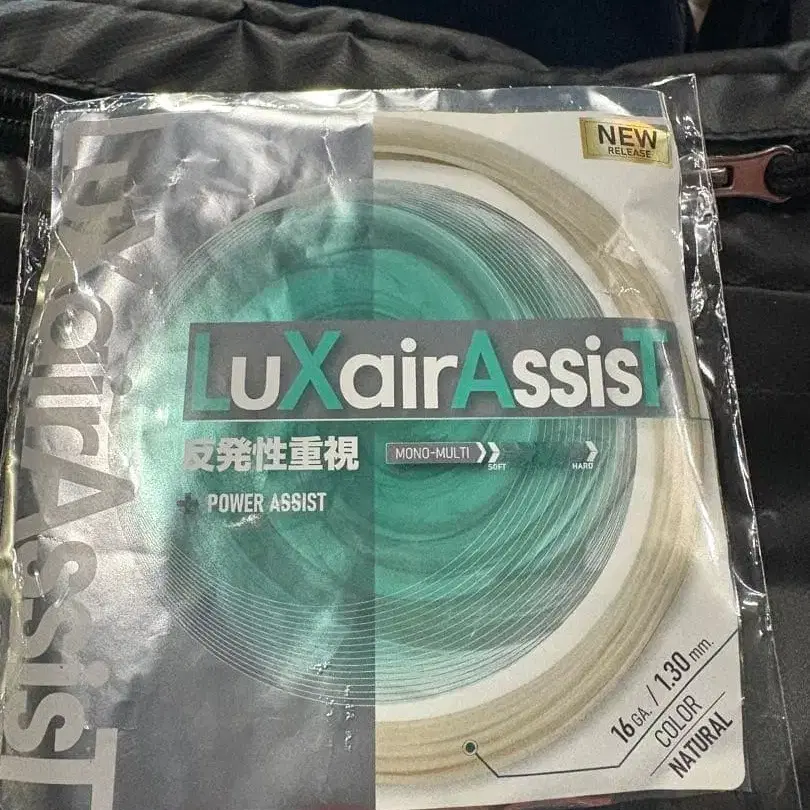 NEW
RELEASE
LuXairAssisT
LuXairAssisT
反発性重視
MONO-MULTI
SOFT
HARD
POWER ASSIST
16 GA. / 1.30 mm.
COLOR
NATURAL